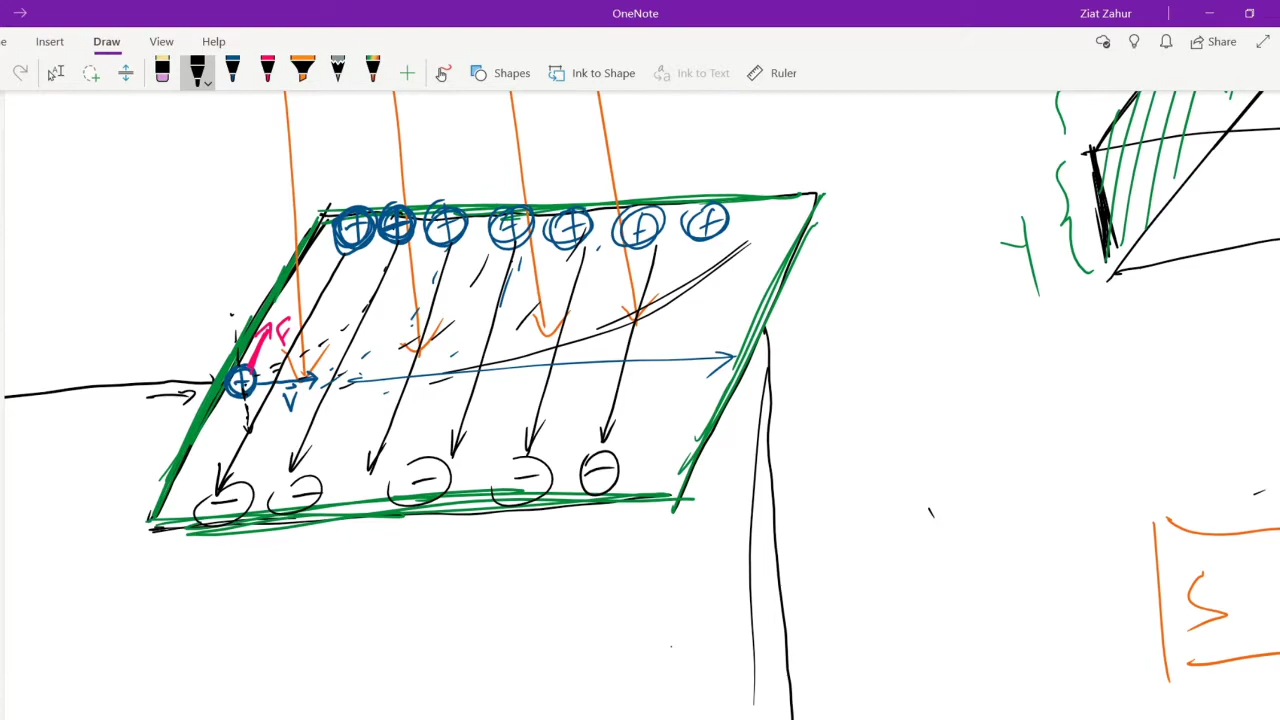 OneNote
Ziat Zahur
Insert Draw View Help
Share
Shapes
Ink to Shape
Ink to Text
Ruler
+ + + + + + +
F
+
V
- - - - - -
S